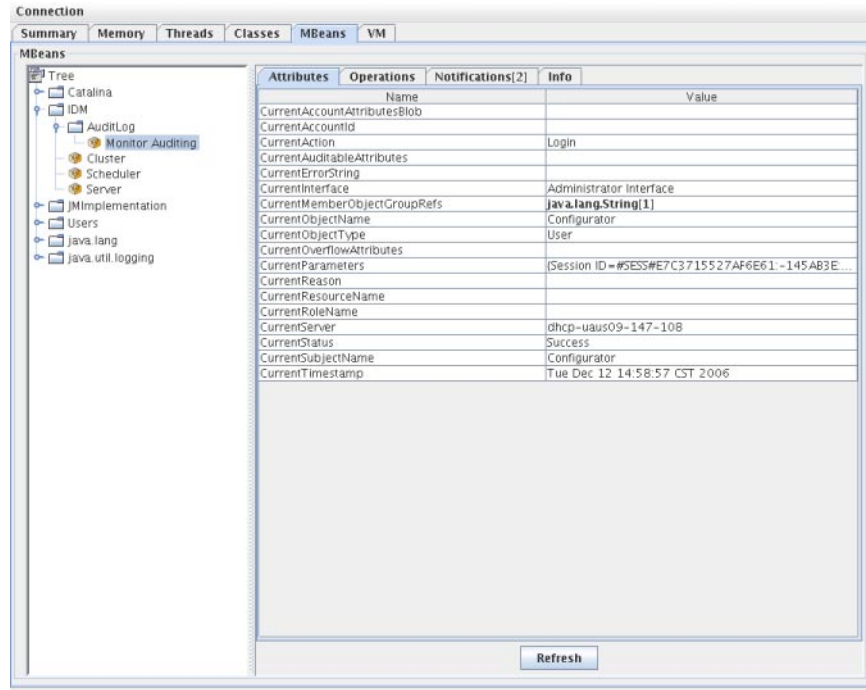 Connection
Summary Memory Threads Classes MBeans VM
MBeans
Tree
Catalina
IDM
AuditLog
Monitor Auditing
Cluster
Scheduler
Server
JMImplementation
Users
java.lang
java.util.logging
Attributes Operations Notifications[2] Info
Name Value
CurrentAccountAttributesBlob
CurrentAccountId
CurrentAction Login
CurrentAuditableAttributes
CurrentErrorString
CurrentInterface Administrator Interface
CurrentMemberObjectGroupRefs java.lang.String[1]
CurrentObjectName Configurator
CurrentObjectType User
CurrentOverflowAttributes
CurrentParameters {Session ID=#SESS#E7C3715527AF6E61:-145AB3E:...
CurrentReason
CurrentResourceName
CurrentRoleName
CurrentServer dhcp-uaus09-147-108
CurrentStatus Success
CurrentSubjectName Configurator
CurrentTimestamp Tue Dec 12 14:58:57 CST 2006
Refresh